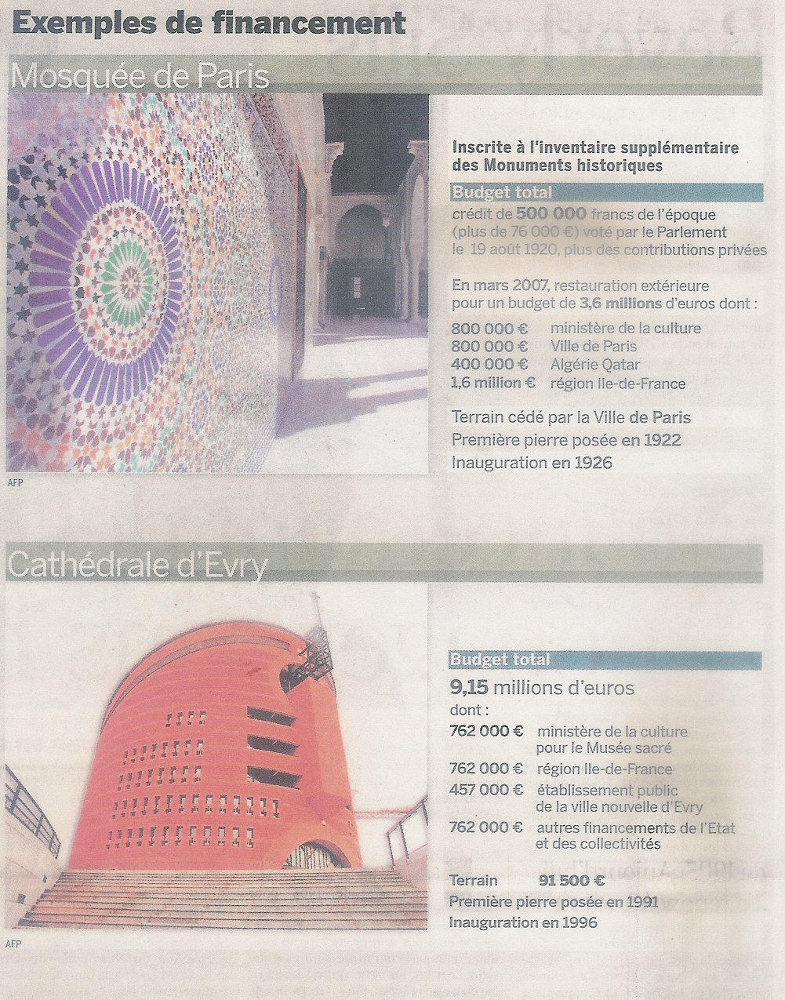 Exemples de financement
Mosquée de Paris
Inscrite à l'inventaire supplémentaire
des Monuments historiques
Budget total
crédit de 500 000 francs de l'époque
(plus de 76 000 €) voté par le Parlement
le 19 août 1920, plus des contributions privées
En mars 2007, restauration extérieure
pour un budget de 3,6 millions d'euros dont :
800 000 € ministère de la culture
800 000 € Ville de Paris
400 000 € Algérie Qatar
1,6 million € région Ile-de-France
Terrain cédé par la Ville de Paris
Première pierre posée en 1922
Inauguration en 1926
AFP
Cathédrale d'Evry
Budget total
9,15 millions d'euros
dont :
762 000 € ministère de la culture
pour le Musée sacré
762 000 € région Ile-de-France
457 000 € établissement public
de la ville nouvelle d'Evry
762 000 € autres financements de l'Etat
et des collectivités
Terrain 91 500 €
Première pierre posée en 1991
Inauguration en 1996
AFP